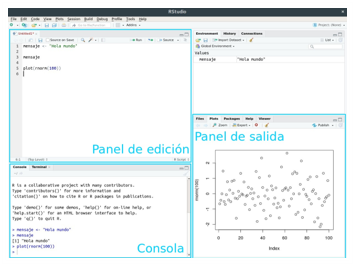 RStudio
File Edit Code View Plots Session Build Debug Profile Tools Help
Source on Save
Run
Source
1 mensaje <- "Hola mundo"
2
3 mensaje
4
5 plot(rnorm(100))
6
Panel de edición
R Script
Console Terminal
R is a collaborative project with many contributors.
Type 'contributors()' for more information and
'citation()' on how to cite R or R packages in publications.
Type 'demo()' for some demos, 'help()' for on-line help, or
'help.start()' for an HTML browser interface to help.
Type 'q()' to quit R.
> mensaje <- "Hola mundo"
> mensaje
[1] "Hola mundo"
> plot(rnorm(100))
>
Consola
Environment History Connections
Import Dataset
List
Global Environment
Values
mensaje "Hola mundo"
Files Plots Packages Help Viewer
Zoom Export
Publish
Panel de salida
rnorm(100)
2
1
0
-1
-2
0 20 40 60 80 100
Index